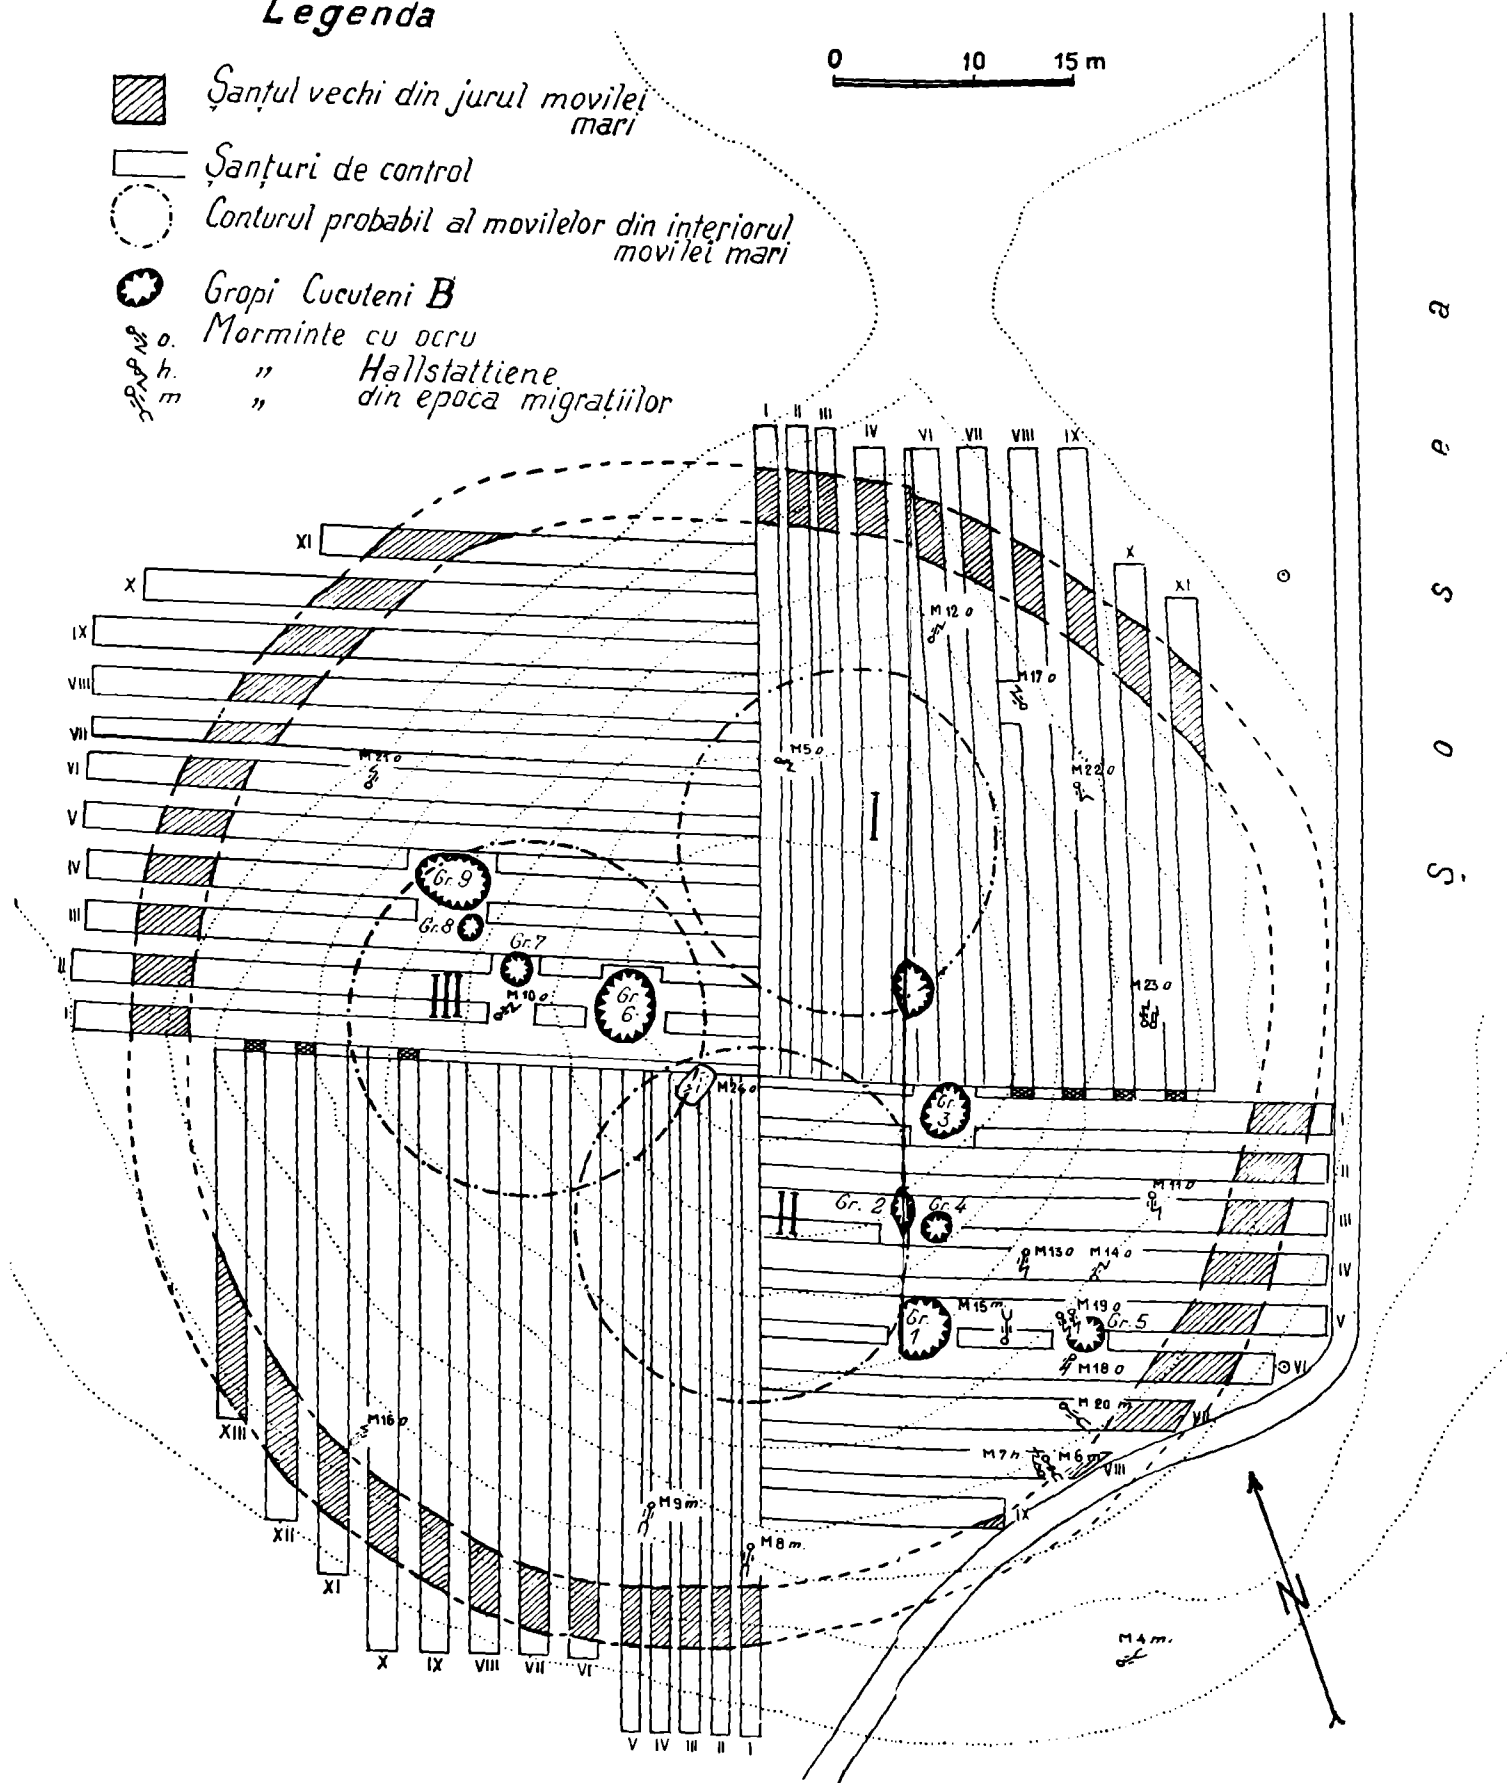 Legenda
Șanțul vechi din jurul movilei
mari
Șanțuri de control
Conturul probabil al movilelor din interiorul
movilei mari
Gropi Cucuteni B
o. Morminte cu ocru
h. " Hallstattiene
m " din epoca migrațiilor
0 10 15 m
Șoseaua
I II III IV VI VII VIII IX
X
XI
XI
X
IX
VIII
VII
VI
V
IV
III
II
I
M 12 o
M 17 o
M 5 o
M 22 o
M 21 o
I
Gr. 9
Gr. 8
Gr. 7
III
M 10 o
Gr 6
M 23 o
M 24 o
Gr. 3
I
II
III
IV
V
VI
VII
VIII
IX
II
Gr. 2
Gr. 4
M 11 o
M 13 o
M 14 o
Gr. 1
M 15 m
M 19 o
Gr. 5
M 18 o
M 20 m
M 7 h
M 6 m
M 16 o
M 9 m.
M 8 m.
M 4 m.
XIII
XII
XI
X IX VIII VII VI
V IV III II I
N